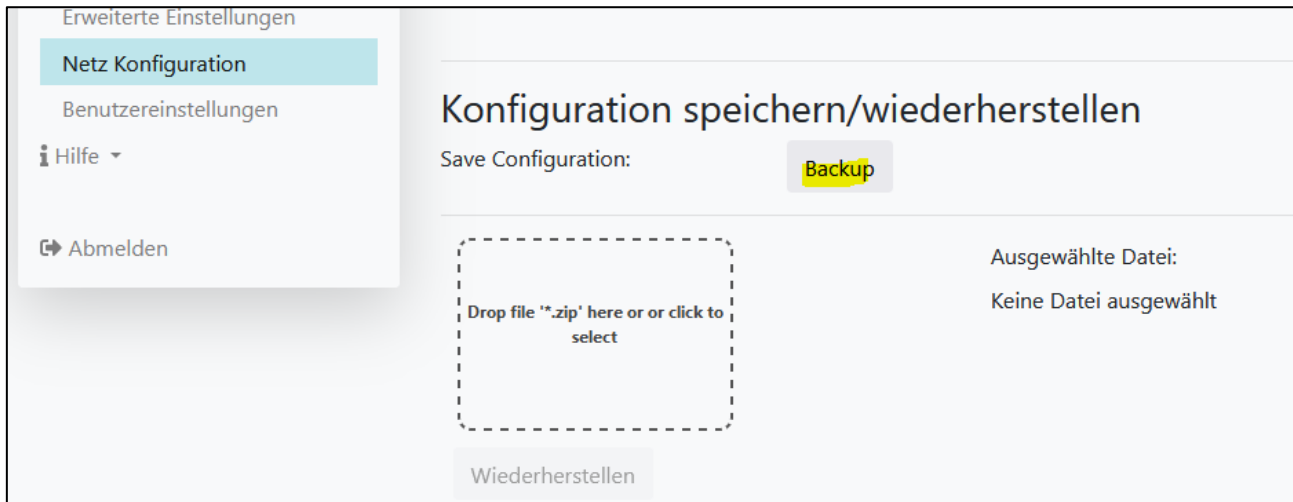 Erweiterte Einstellungen
Netz Konfiguration
Benutzereinstellungen
Hilfe
Abmelden
Konfiguration speichern/wiederherstellen
Save Configuration:
Backup
Drop file '*.zip' here or or click to
select
Ausgewählte Datei:
Keine Datei ausgewählt
Wiederherstellen